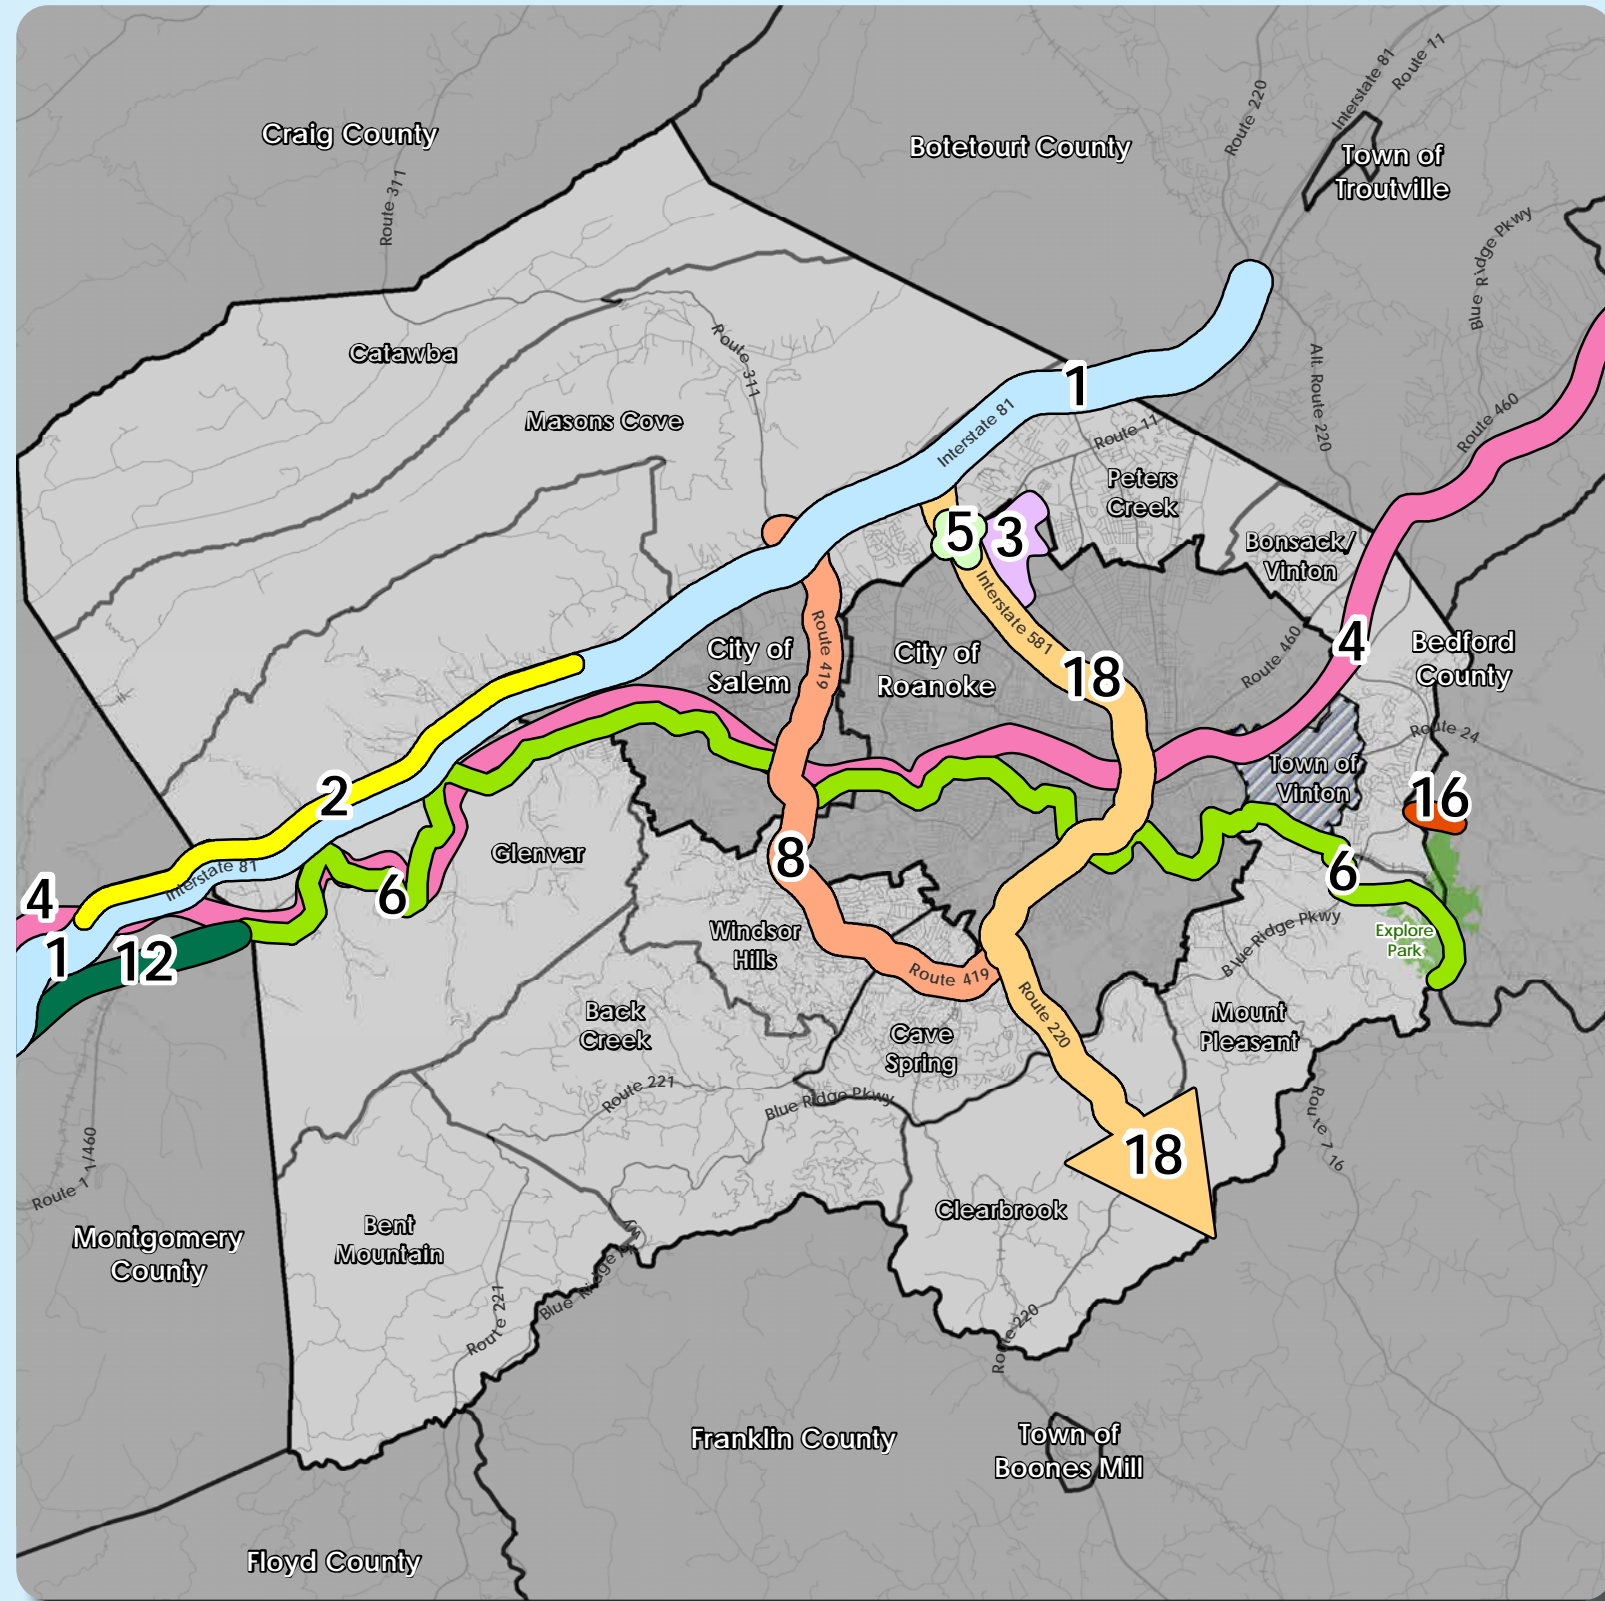 Craig County
Botetourt County
Route 220
Interstate 81
Route 11
Town of
Troutville
Route 311
Blue Ridge Pkwy
Catawba
Route 311
Masons Cove
1
Alt. Route 220
Route 460
Interstate 81
Route 11
Peters
Creek
5
3
Bonsack/
Vinton
Interstate 581
Route 419
City of
Salem
City of
Roanoke
18
Route 460
4
Bedford
County
Route 24
Town of
Vinton
2
16
Glenvar
8
6
Interstate 81
4
6
1
12
Windsor
Hills
Route 419
Blue Ridge Pkwy
Explore
Park
Back
Creek
Cave
Spring
Route 220
Mount
Pleasant
Route 221
Blue Ridge Pkwy
Route 716
Route 11/460
18
Clearbrook
Montgomery
County
Bent
Mountain
Blue Ridge Pkwy
Route 221
Route 220
Franklin County
Town of
Boones Mill
Floyd County